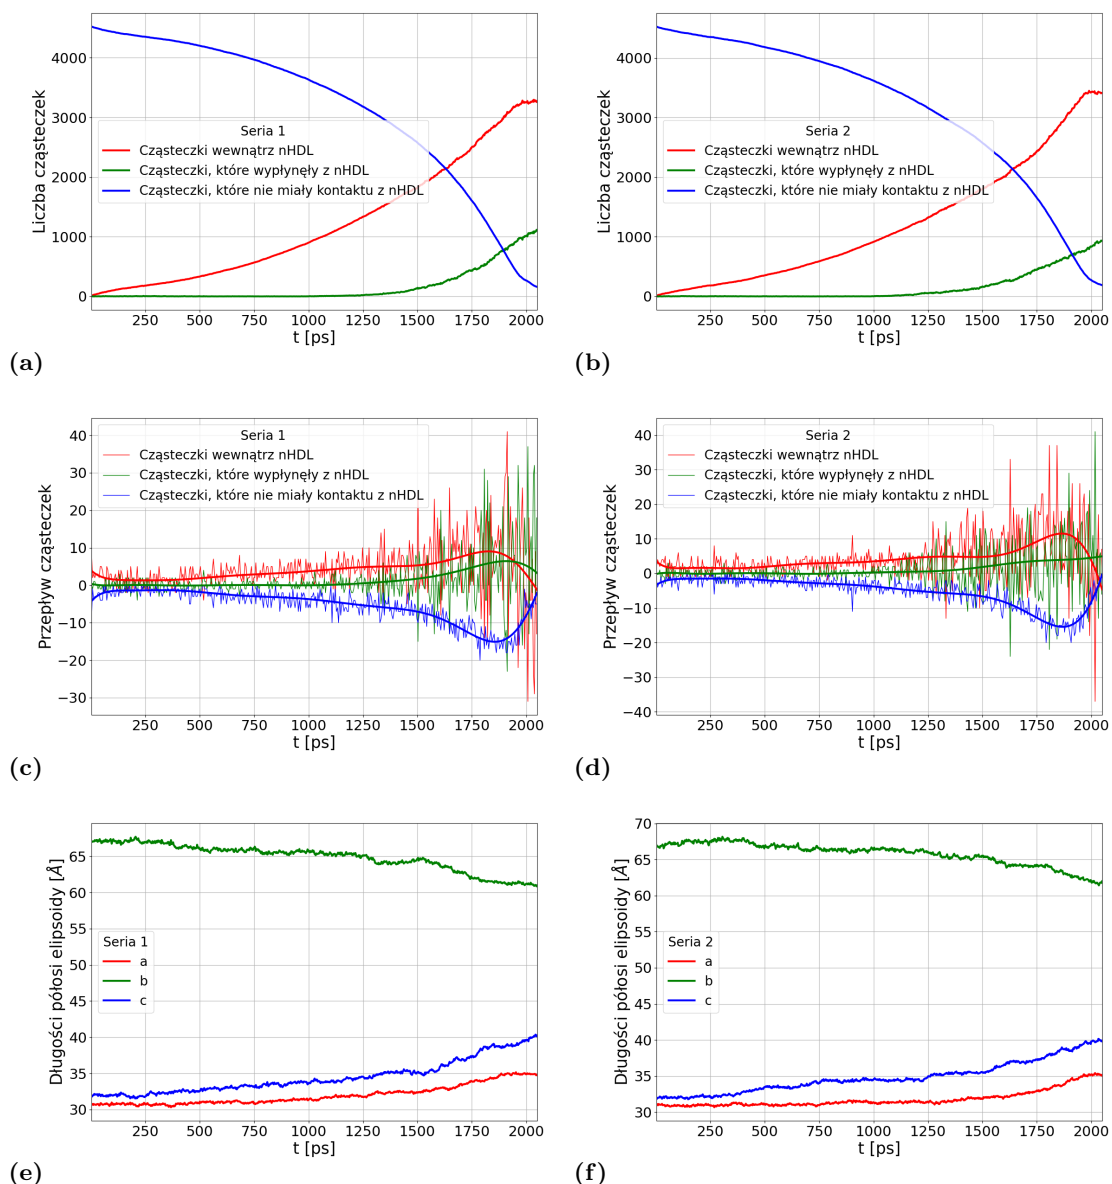 4000
3000
2000
1000
0
Liczba cząsteczek
Seria 1
Cząsteczki wewnątrz nHDL
Cząsteczki, które wypłynęły z nHDL
Cząsteczki, które nie miały kontaktu z nHDL
250 500 750 1000 1250 1500 1750 2000
t [ps]
(a)
4000
3000
2000
1000
0
Liczba cząsteczek
Seria 2
Cząsteczki wewnątrz nHDL
Cząsteczki, które wypłynęły z nHDL
Cząsteczki, które nie miały kontaktu z nHDL
250 500 750 1000 1250 1500 1750 2000
t [ps]
(b)
40
30
20
10
0
−10
−20
−30
Przepływ cząsteczek
Seria 1
Cząsteczki wewnątrz nHDL
Cząsteczki, które wypłynęły z nHDL
Cząsteczki, które nie miały kontaktu z nHDL
250 500 750 1000 1250 1500 1750 2000
t [ps]
(c)
40
30
20
10
0
−10
−20
−30
−40
Przepływ cząsteczek
Seria 2
Cząsteczki wewnątrz nHDL
Cząsteczki, które wypłynęły z nHDL
Cząsteczki, które nie miały kontaktu z nHDL
250 500 750 1000 1250 1500 1750 2000
t [ps]
(d)
65
60
55
50
45
40
35
30
Długości półosi elipsoidy [Å]
Seria 1
a
b
c
250 500 750 1000 1250 1500 1750 2000
t [ps]
(e)
70
65
60
55
50
45
40
35
30
Długości półosi elipsoidy [Å]
Seria 2
a
b
c
250 500 750 1000 1250 1500 1750 2000
t [ps]
(f)